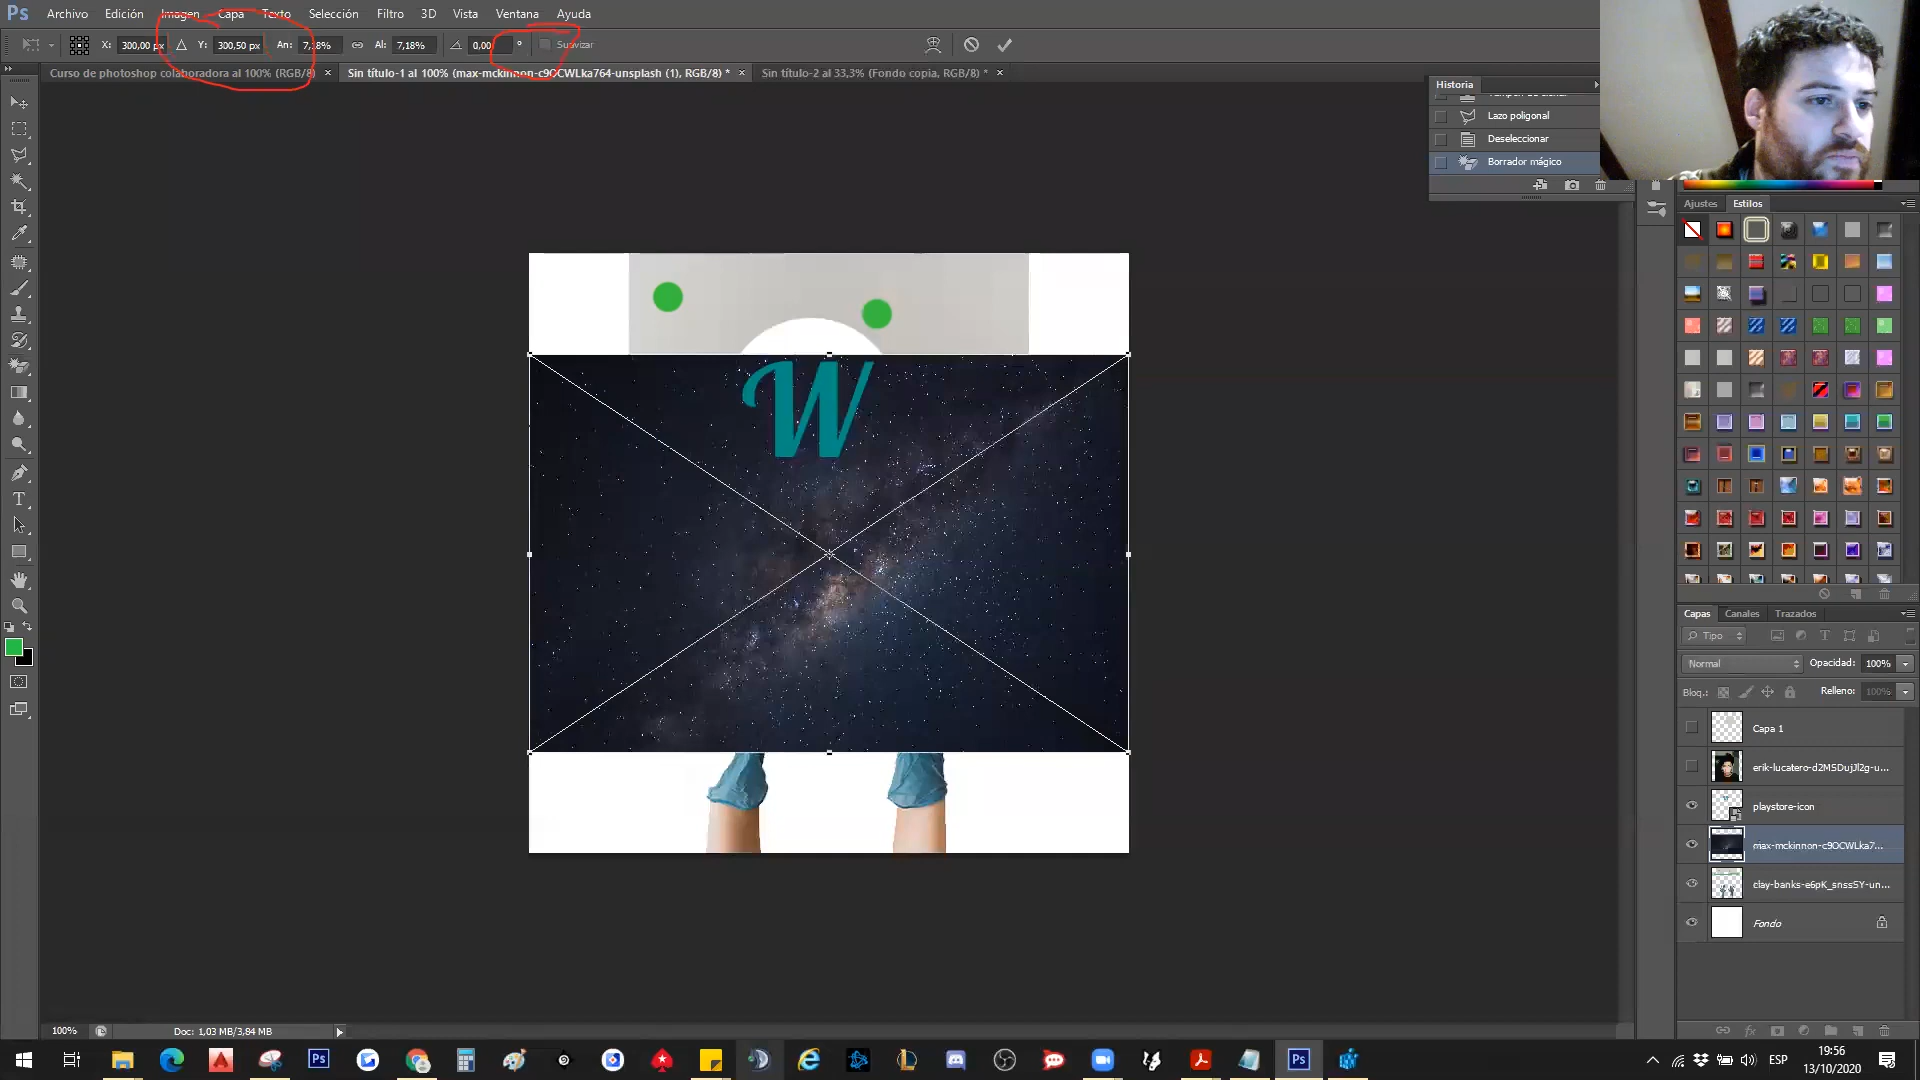 Ps Archivo Edición Imagen Capa Texto Selección Filtro 3D Vista Ventana Ayuda
X: 300,00 px Y: 300,50 px An: 7,18% Al: 7,18% 0,00 ° Suavizar
Curso de photoshop colaboradora al 100% (RGB/8) × Sin título-1 al 100% (max-mckinnon-c9OCWLka764-unsplash (1), RGB/8) * × Sin título-2 al 33,3% (Fondo copia, RGB/8) * ×
Historia
Lazo poligonal
Deseleccionar
Borrador mágico
Ajustes Estilos
W
Capas Canales Trazados
Tipo
Normal Opacidad: 100%
Bloq.: Relleno: 100%
Capa 1
erik-lucatero-d2MSDujJl2g-u...
playstore-icon
max-mckinnon-c9OCWLka7...
clay-banks-e6pK_snssSY-un...
Fondo
100% Doc: 1,03 MB/3,84 MB
ESP
19:56
13/10/2020